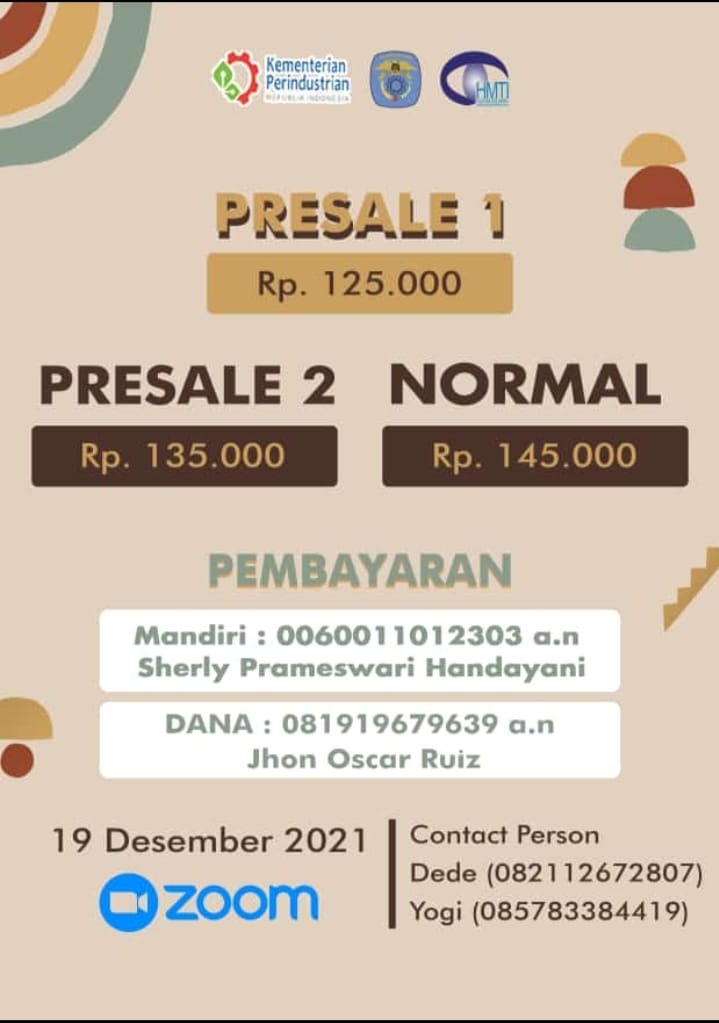 Kementerian
Perindustrian
REPUBLIK INDONESIA
HMTI
PRESALE 1
Rp. 125.000
PRESALE 2
Rp. 135.000
NORMAL
Rp. 145.000
PEMBAYARAN
Mandiri : 0060011012303 a.n
Sherly Prameswari Handayani
DANA : 081919679639 a.n
Jhon Oscar Ruiz
19 Desember 2021
zoom
Contact Person
Dede (082112672807)
Yogi (085783384419)